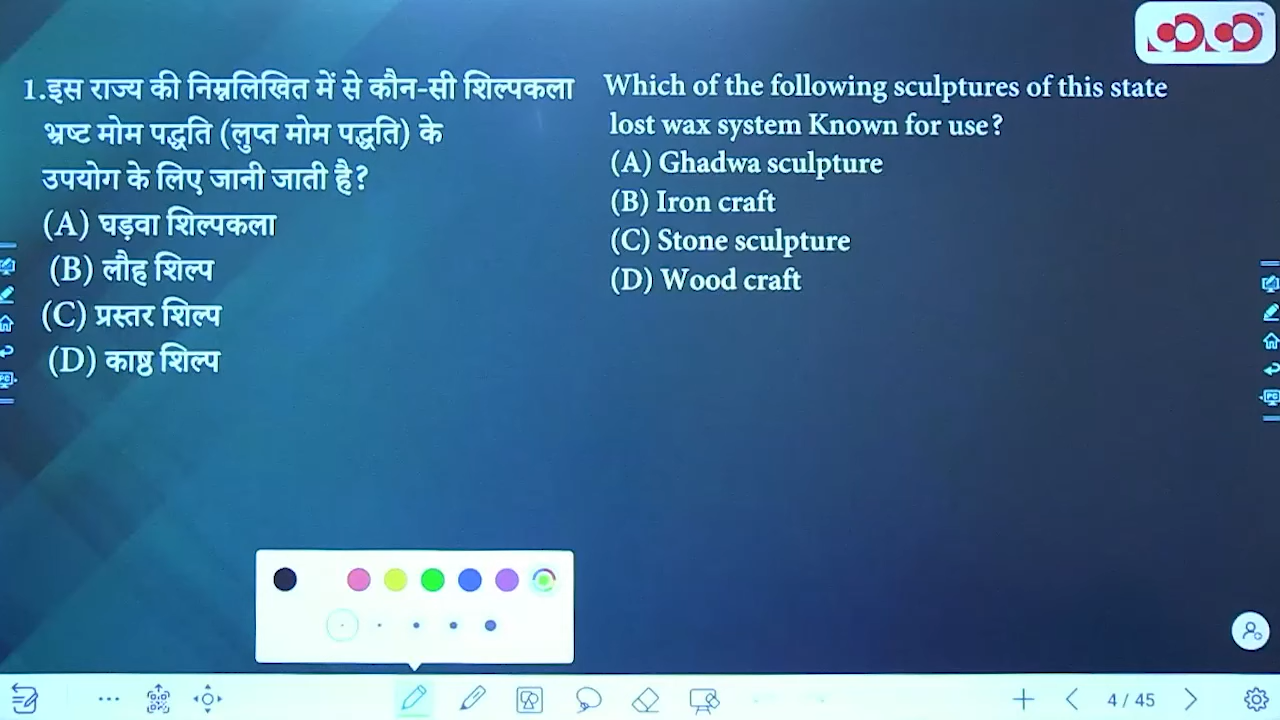 1.इस राज्य की निम्नलिखित में से कौन-सी शिल्पकला
भ्रष्ट मोम पद्धति (लुप्त मोम पद्धति) के
उपयोग के लिए जानी जाती है?
(A) घड़वा शिल्पकला
(B) लौह शिल्प
(C) प्रस्तर शिल्प
(D) काष्ठ शिल्प
Which of the following sculptures of this state
lost wax system Known for use?
(A) Ghadwa sculpture
(B) Iron craft
(C) Stone sculpture
(D) Wood craft
4 / 45